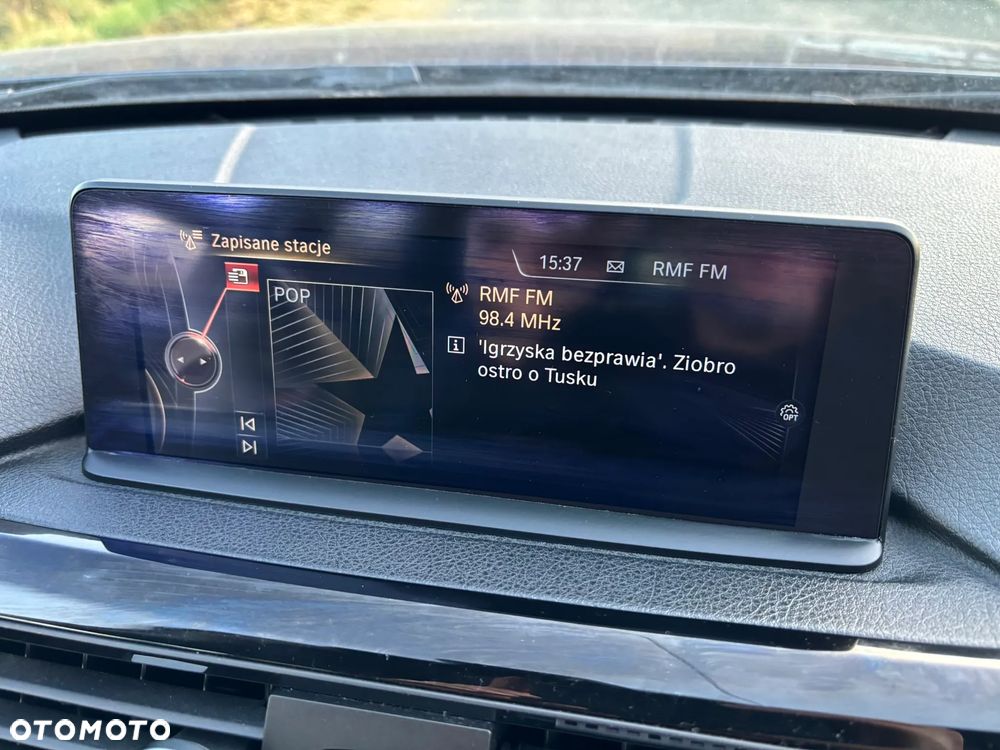 Zapisane stacje
15:37 RMF FM
POP
RMF FM
98.4 MHz
'Igrzyska bezprawia'. Ziobro
ostro o Tusku
OPT
OTOMOTO